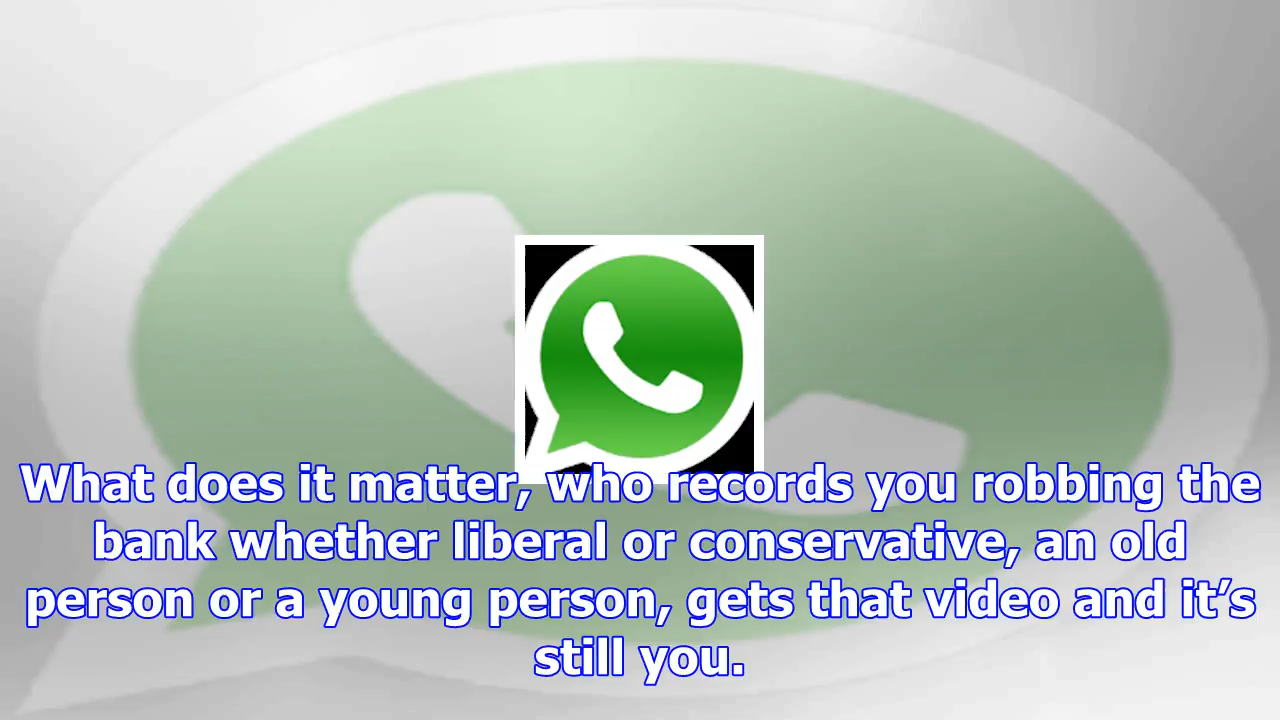 What does it matter, who records you robbing the
bank whether liberal or conservative, an old
person or a young person, gets that video and it’s
still you.